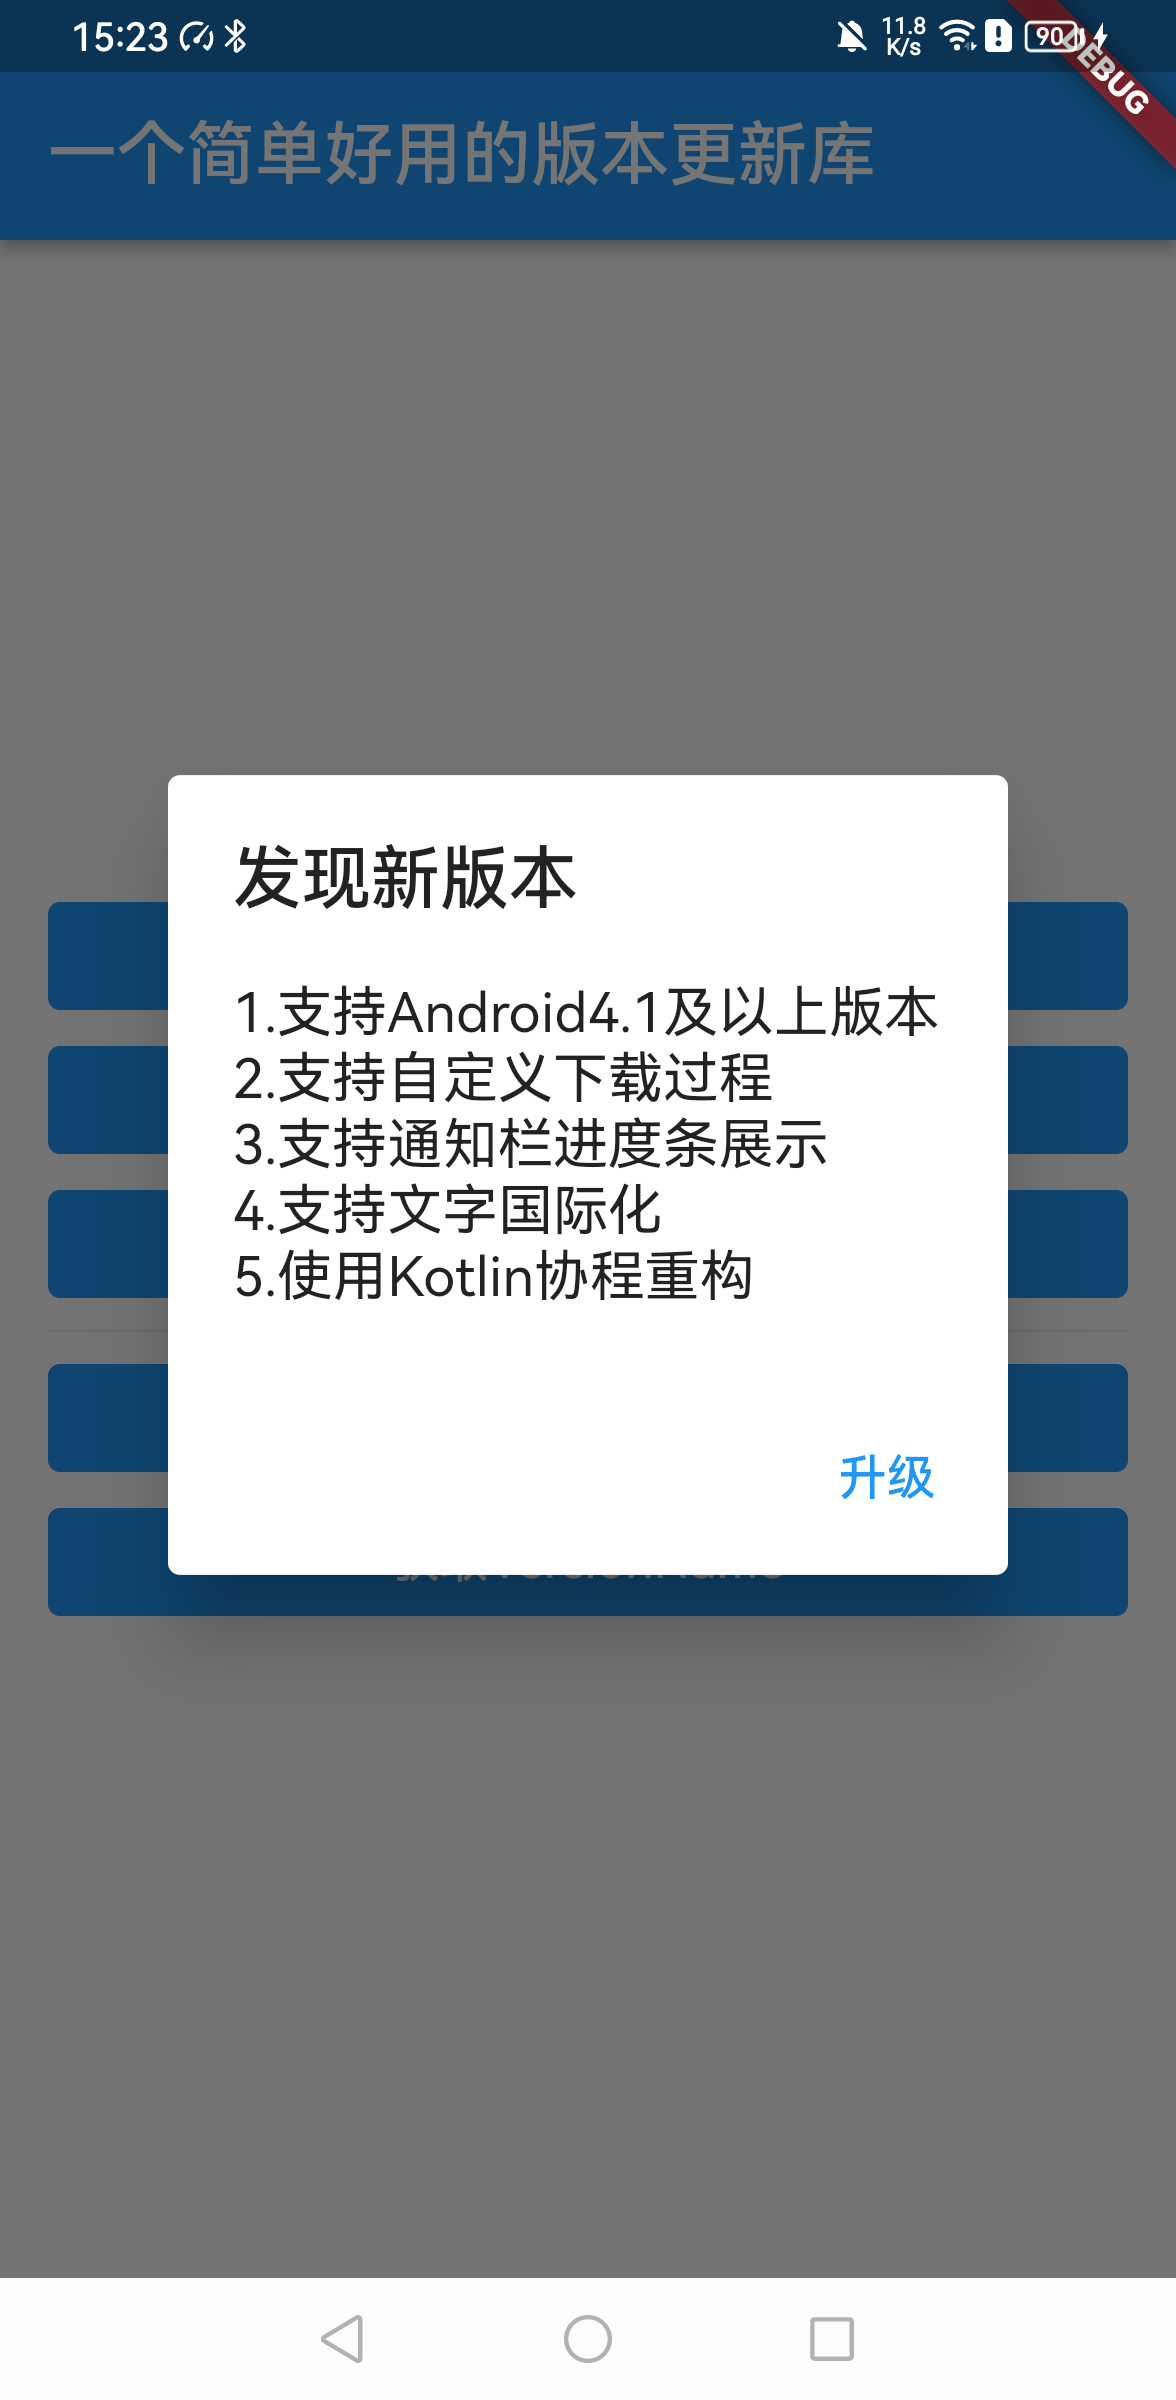 15:23
11.8
K/s
90
DEBUG
一个简单好用的版本更新库
发现新版本
1.支持Android4.1及以上版本
2.支持自定义下载过程
3.支持通知栏进度条展示
4.支持文字国际化
5.使用Kotlin协程重构
升级